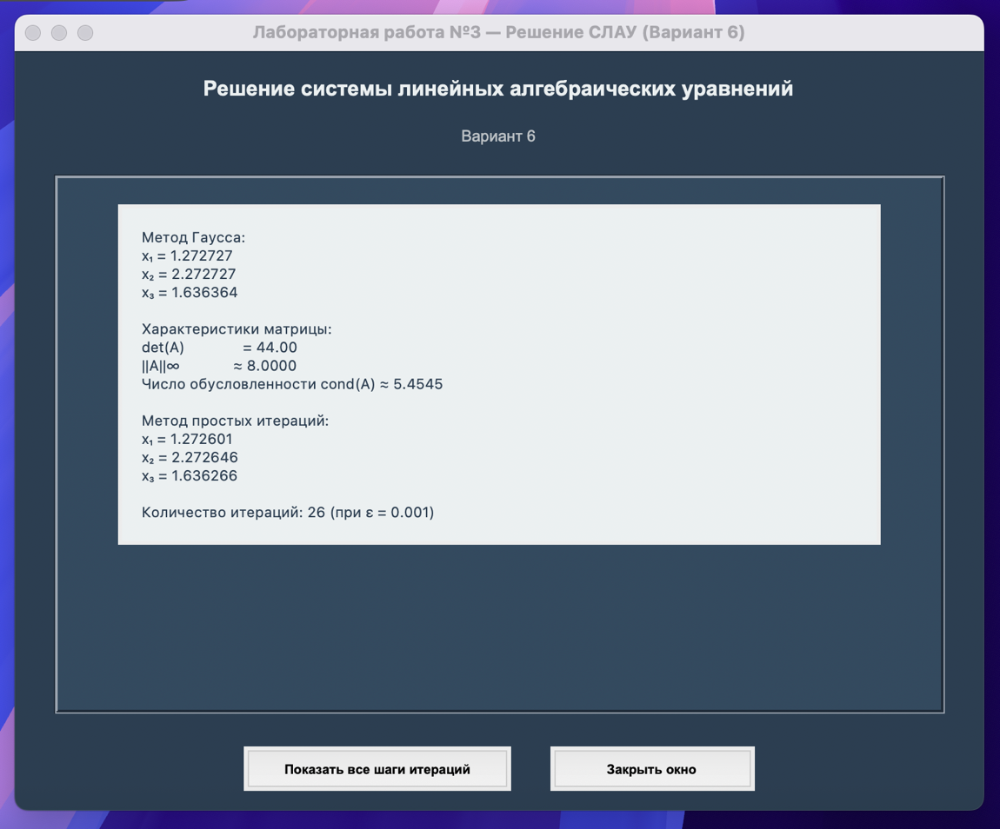 Лабораторная работа №3 — Решение СЛАУ (Вариант 6)
Решение системы линейных алгебраических уравнений
Вариант 6
Метод Гаусса:
x₁ = 1.272727
x₂ = 2.272727
x₃ = 1.636364
Характеристики матрицы:
det(A) = 44.00
||A||∞ ≈ 8.0000
Число обусловленности cond(A) ≈ 5.4545
Метод простых итераций:
x₁ = 1.272601
x₂ = 2.272646
x₃ = 1.636266
Количество итераций: 26 (при ε = 0.001)
Показать все шаги итераций
Закрыть окно